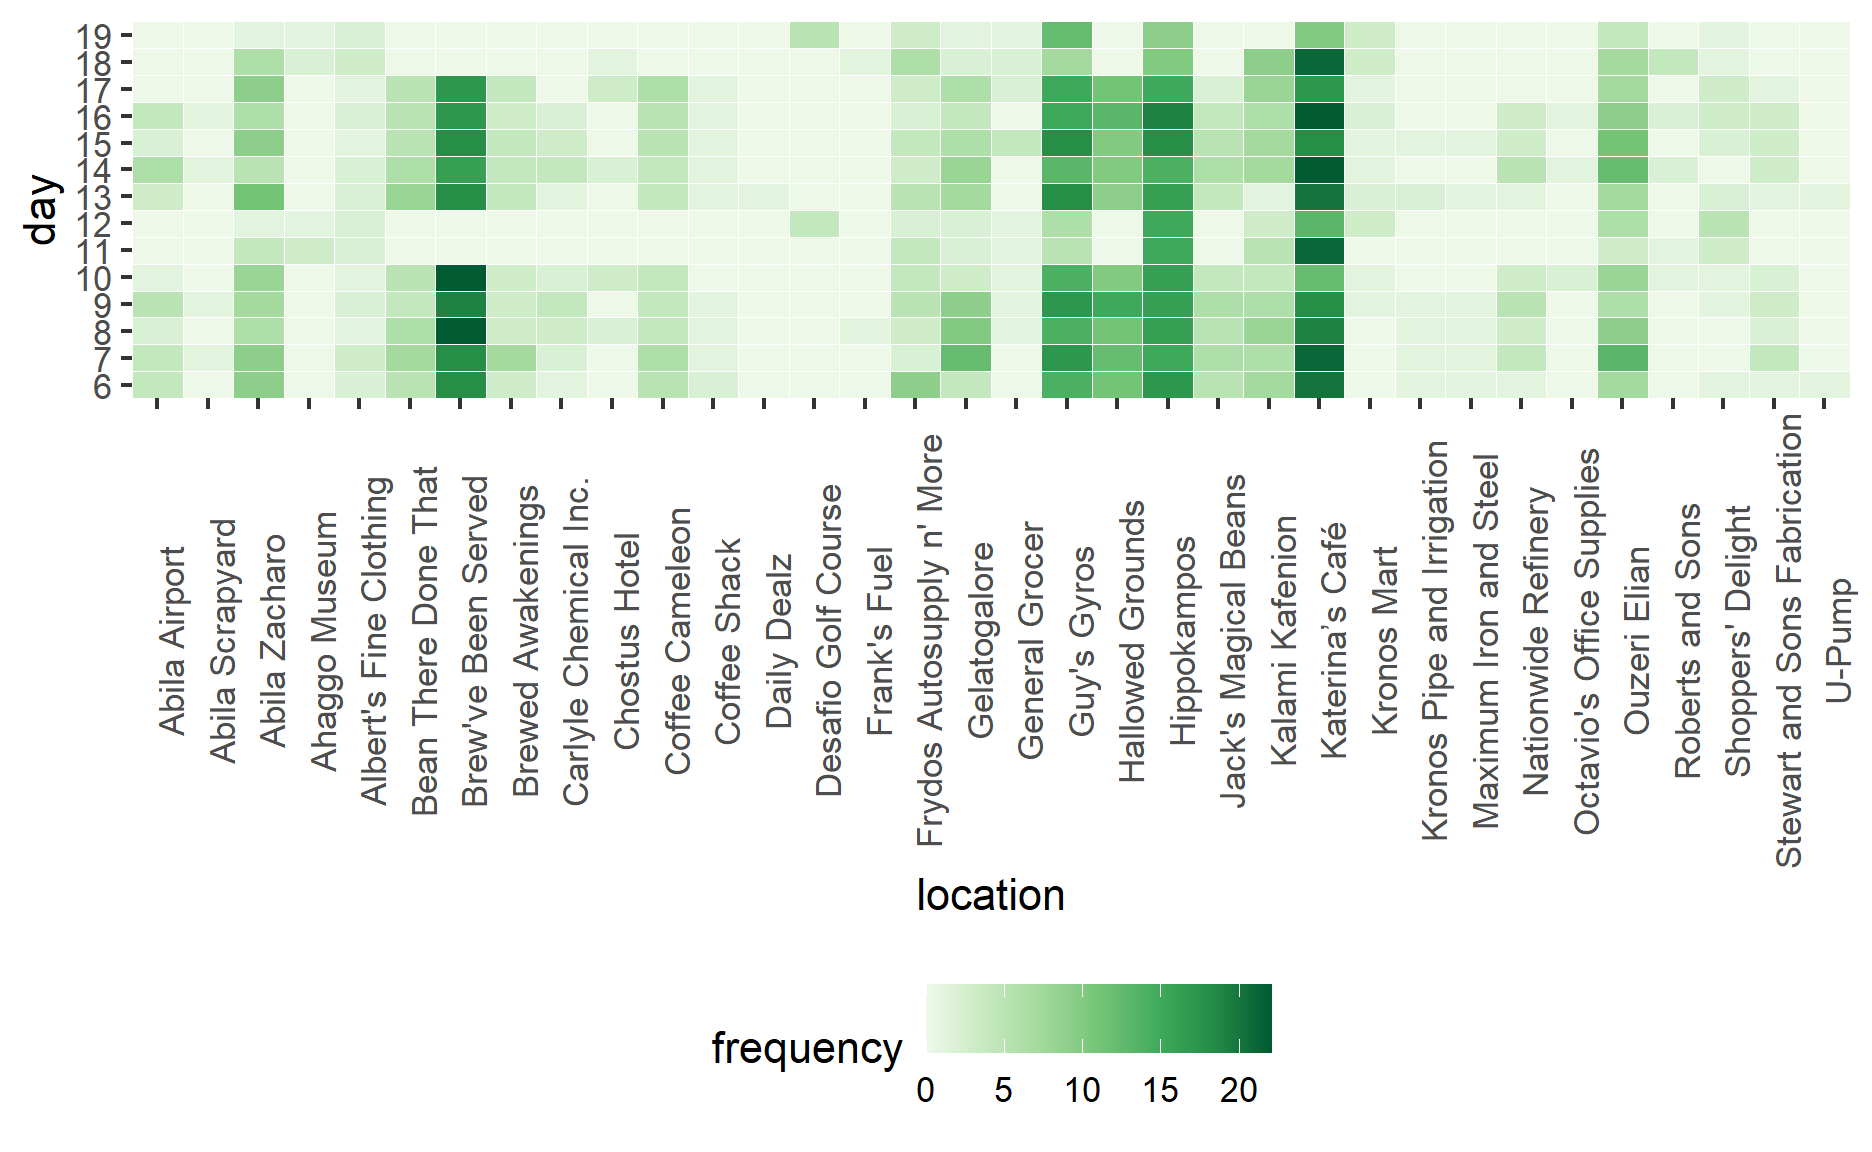 day
19
18
17
16
15
14
13
12
11
10
9
8
7
6
Abila Airport
Abila Scrapyard
Abila Zacharo
Ahaggo Museum
Albert's Fine Clothing
Bean There Done That
Brew've Been Served
Brewed Awakenings
Carlyle Chemical Inc.
Chostus Hotel
Coffee Cameleon
Coffee Shack
Daily Dealz
Desafio Golf Course
Frank's Fuel
Frydos Autosupply n' More
Gelatogalore
General Grocer
Guy's Gyros
Hallowed Grounds
Hippokampos
Jack's Magical Beans
Kalami Kafenion
Katerina’s Café
Kronos Mart
Kronos Pipe and Irrigation
Maximum Iron and Steel
Nationwide Refinery
Octavio's Office Supplies
Ouzeri Elian
Roberts and Sons
Shoppers' Delight
Stewart and Sons Fabrication
U-Pump
location
frequency
0 5 10 15 20